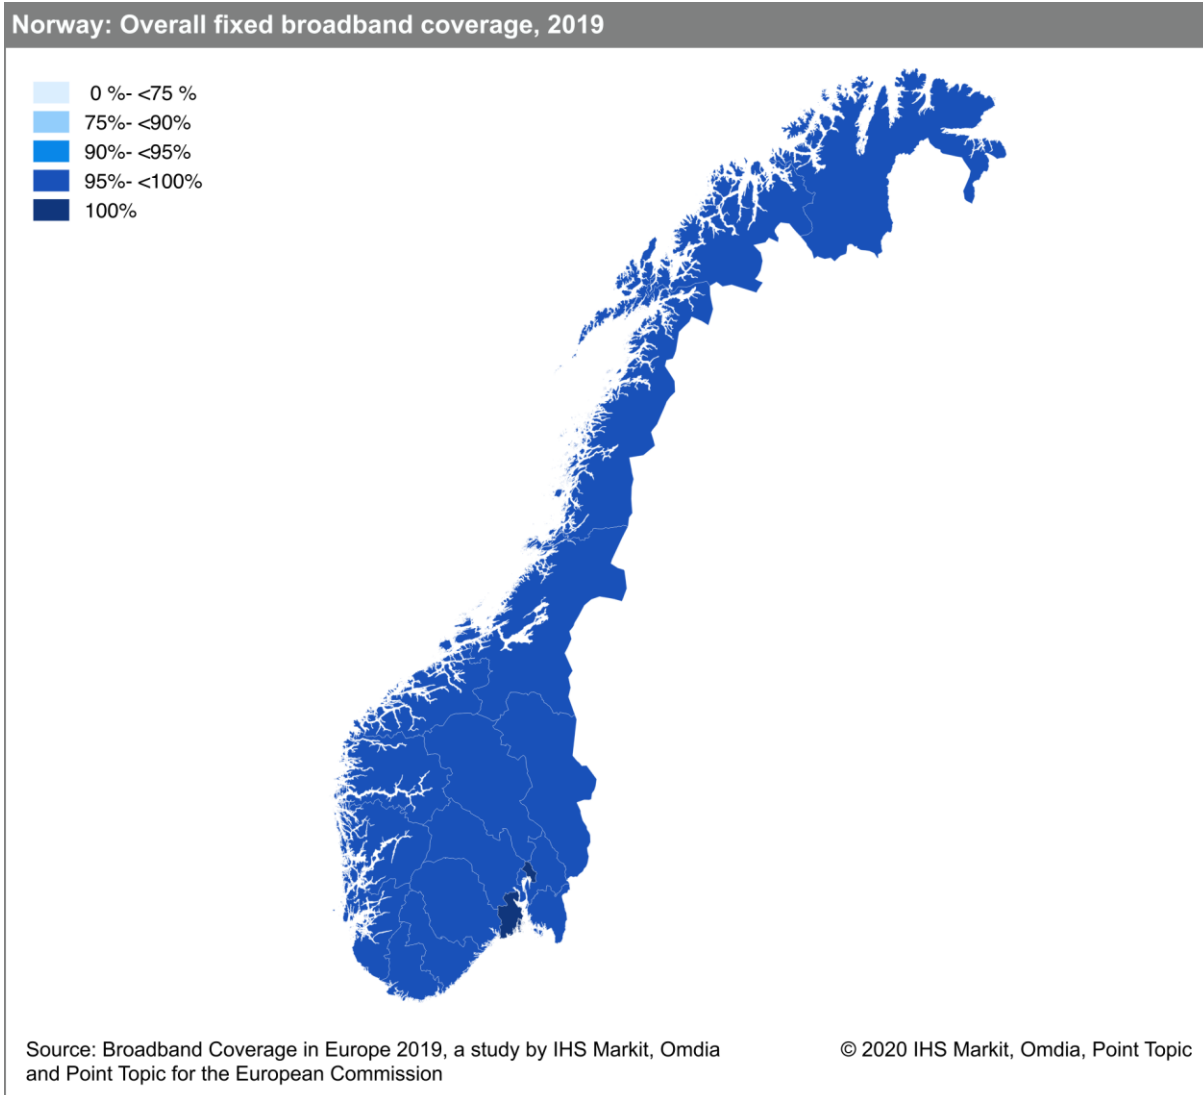 Norway: Overall fixed broadband coverage, 2019
0 %- <75 %
75%- <90%
90%- <95%
95%- <100%
100%
Source: Broadband Coverage in Europe 2019, a study by IHS Markit, Omdia
and Point Topic for the European Commission
© 2020 IHS Markit, Omdia, Point Topic